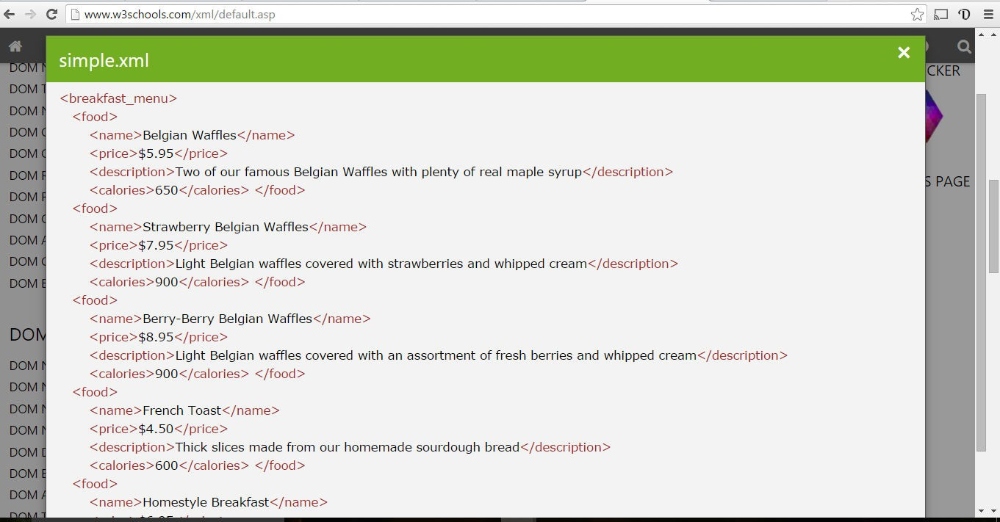 www.w3schools.com/xml/default.asp
simple.xml
CKER
S PAGE
<breakfast_menu>
<food>
<name>Belgian Waffles</name>
<price>$5.95</price>
<description>Two of our famous Belgian Waffles with plenty of real maple syrup</description>
<calories>650</calories> </food>
<food>
<name>Strawberry Belgian Waffles</name>
<price>$7.95</price>
<description>Light Belgian waffles covered with strawberries and whipped cream</description>
<calories>900</calories> </food>
<food>
<name>Berry-Berry Belgian Waffles</name>
<price>$8.95</price>
<description>Light Belgian waffles covered with an assortment of fresh berries and whipped cream</description>
<calories>900</calories> </food>
<food>
<name>French Toast</name>
<price>$4.50</price>
<description>Thick slices made from our homemade sourdough bread</description>
<calories>600</calories> </food>
<food>
<name>Homestyle Breakfast</name>
DOM N
DOM T
DOM N
DOM
DOM
DOM R
DOM R
DOM
DOM A
DOM
DOM E
DOM
DOM N
DOM N
DOM N
DOM N
DOM D
DOM E
DOM A
DOM T